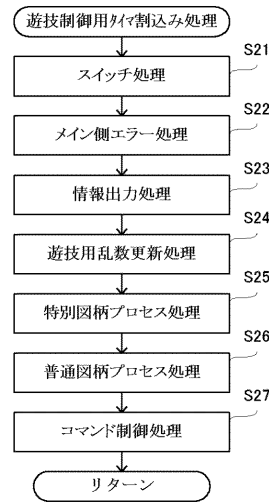 遊技制御用ﾀｲﾏ割込み処理
S21
スイッチ処理
S22
メイン側エラー処理
S23
情報出力処理
S24
遊技用乱数更新処理
S25
特別図柄プロセス処理
S26
普通図柄プロセス処理
S27
コマンド制御処理
リターン